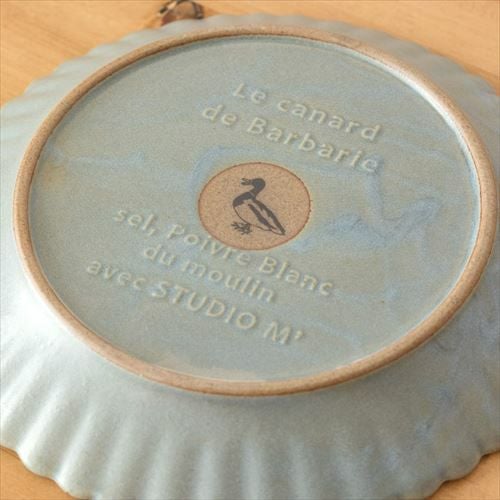 Le canard
de Barbarie
sel, Poivre Blanc
du moulin
avec STUDIO M'